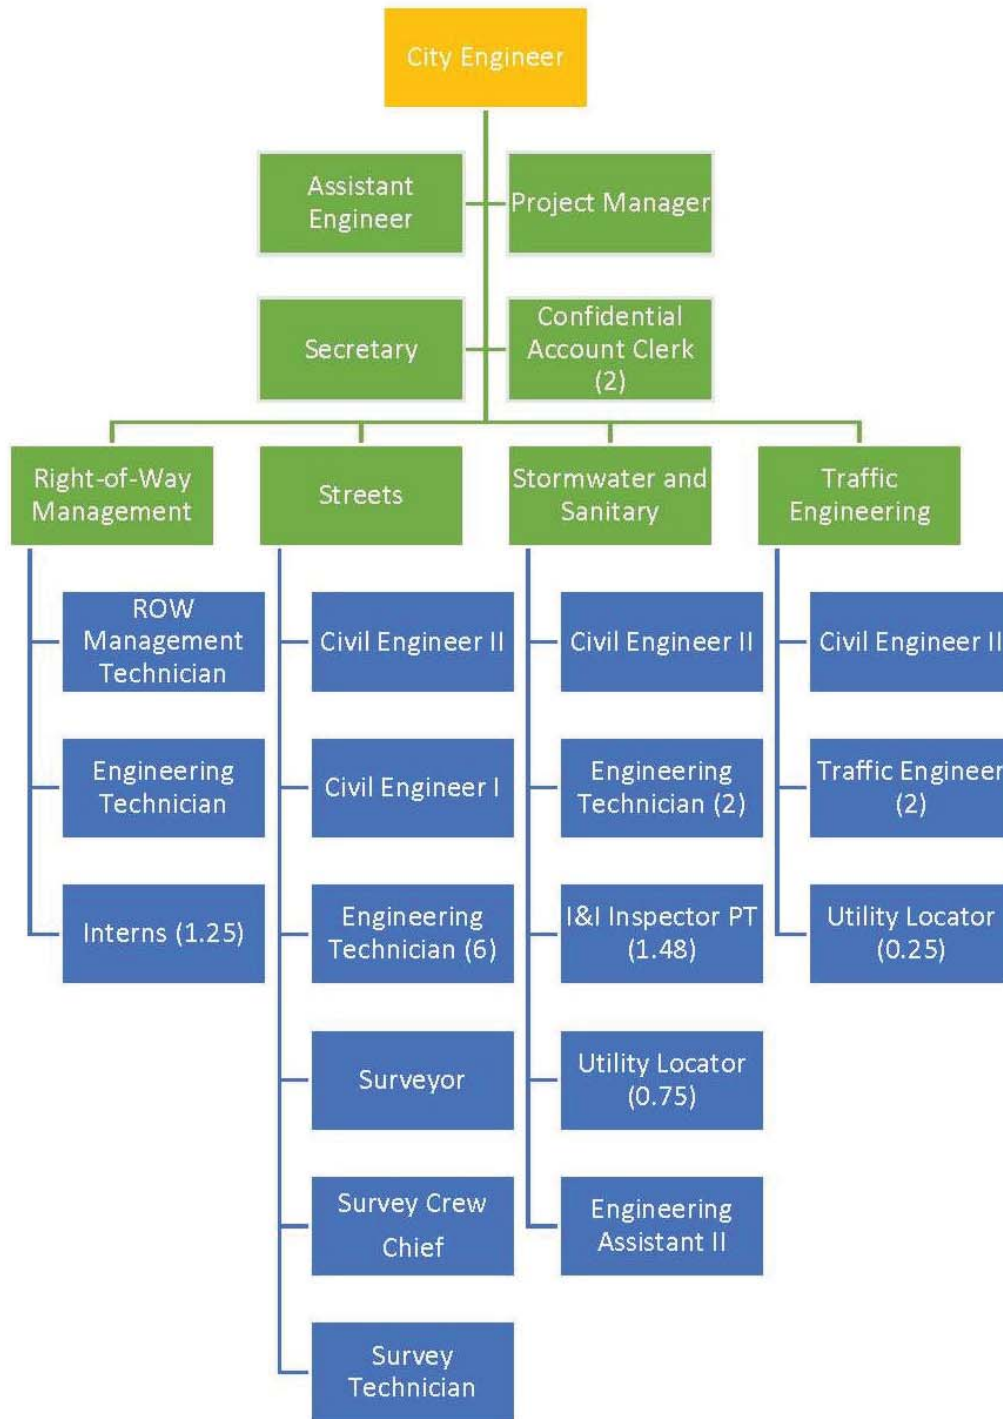 City Engineer
Assistant
Engineer
Project Manager
Secretary
Confidential
Account Clerk
(2)
Right-of-Way
Management
Streets
Stormwater and
Sanitary
Traffic
Engineering
ROW
Management
Technician
Engineering
Technician
Interns (1.25)
Civil Engineer II
Civil Engineer I
Engineering
Technician (6)
Surveyor
Survey Crew
Chief
Survey
Technician
Civil Engineer II
Engineering
Technician (2)
I&I Inspector PT
(1.48)
Utility Locator
(0.75)
Engineering
Assistant II
Civil Engineer II
Traffic Engineer
(2)
Utility Locator
(0.25)